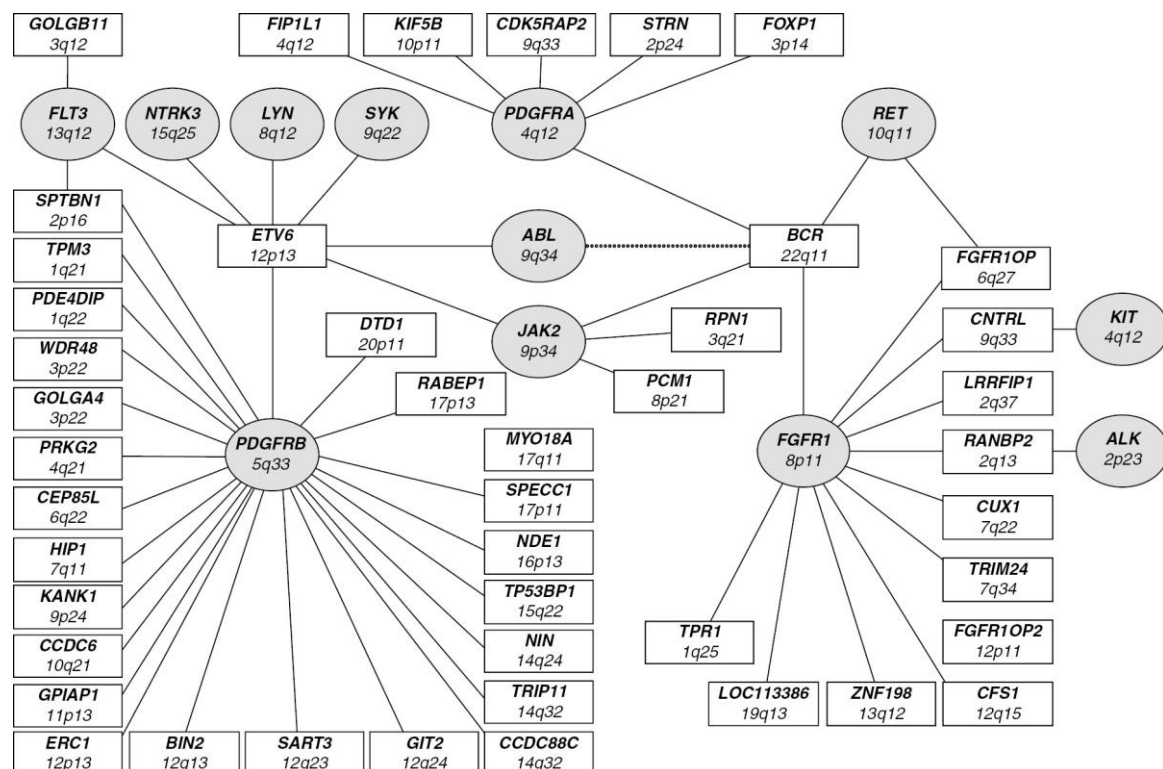 GOLGB11
3q12
FIP1L1
4q12
KIF5B
10p11
CDK5RAP2
9q33
STRN
2p24
FOXP1
3p14
FLT3
13q12
NTRK3
15q25
LYN
8q12
SYK
9q22
PDGFRA
4q12
RET
10q11
SPTBN1
2p16
ETV6
12p13
ABL
9q34
BCR
22q11
FGFR1OP
6q27
TPM3
1q21
PDE4DIP
1q22
DTD1
20p11
JAK2
9p34
RPN1
3q21
CNTRL
9q33
KIT
4q12
WDR48
3p22
RABEP1
17p13
PCM1
8p21
LRRFIP1
2q37
GOLGA4
3p22
PRKG2
4q21
PDGFRB
5q33
MYO18A
17q11
FGFR1
8p11
RANBP2
2q13
ALK
2p23
CEP85L
6q22
SPECC1
17p11
CUX1
7q22
HIP1
7q11
NDE1
16p13
TRIM24
7q34
KANK1
9p24
TP53BP1
15q22
CCDC6
10q21
NIN
14q24
TPR1
1q25
FGFR1OP2
12p11
GPIAP1
11p13
TRIP11
14q32
LOC113386
19q13
ZNF198
13q12
CFS1
12q15
ERC1
12p13
BIN2
12q13
SART3
12q23
GIT2
12q24
CCDC88C
14q32